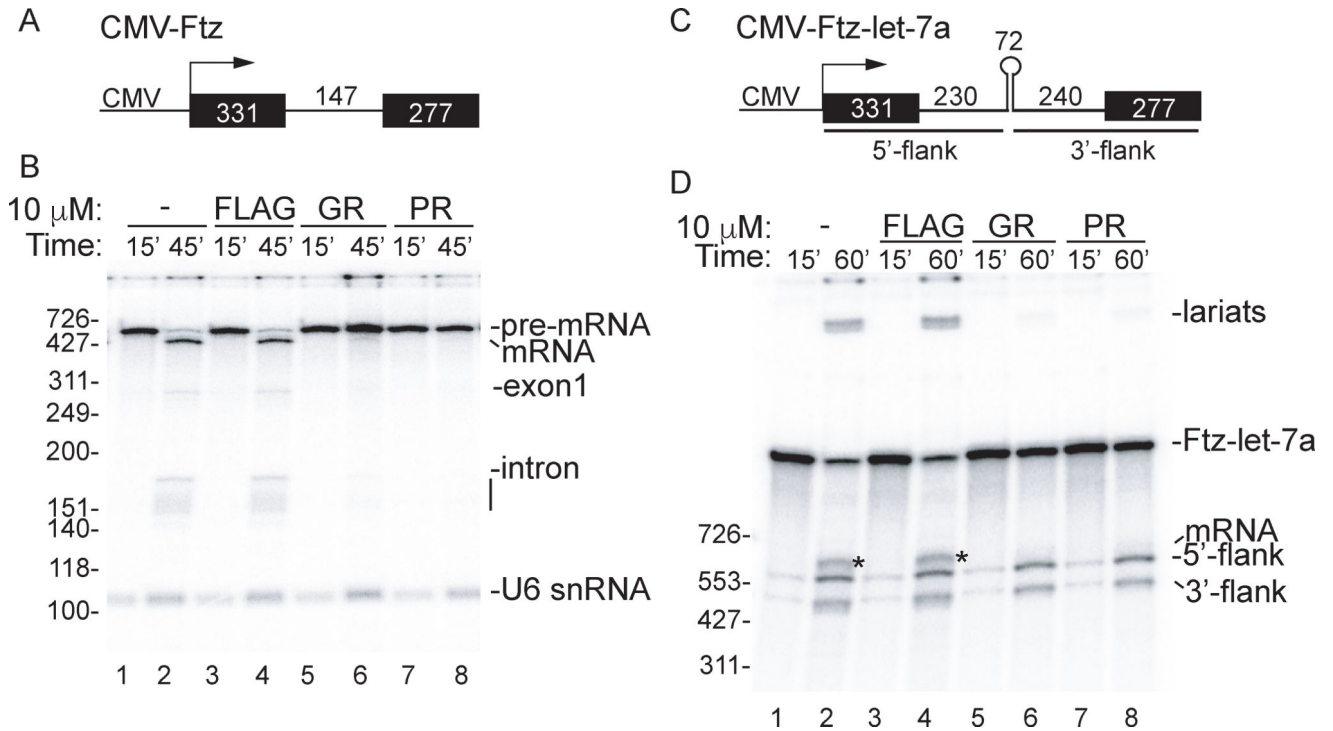 A
CMV-Ftz
CMV 331 147 277
B
10 μM: - FLAG GR PR
Time: 15' 45' 15' 45' 15' 45' 15' 45'
726-
427-
311-
249-
200-
151-
140-
118-
100-
-pre-mRNA
mRNA
-exon1
-intron
-U6 snRNA
1 2 3 4 5 6 7 8
C
CMV-Ftz-let-7a
72
CMV 331 230 240 277
5'-flank 3'-flank
D
10 μM: - FLAG GR PR
Time: 15' 60' 15' 60' 15' 60' 15' 60'
-lariats
-Ftz-let-7a
726-
553-
427-
311-
* *
mRNA
-5'-flank
3'-flank
1 2 3 4 5 6 7 8